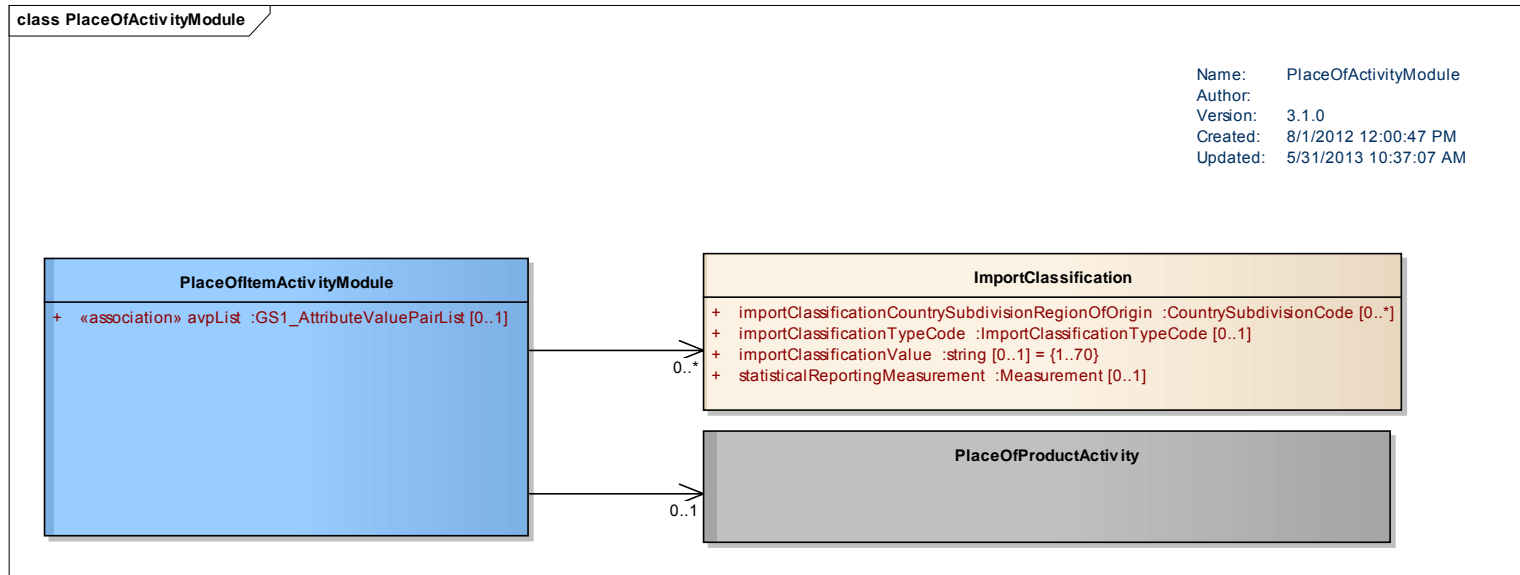 class PlaceOfActivityModule
Name: PlaceOfActivityModule
Author:
Version: 3.1.0
Created: 8/1/2012 12:00:47 PM
Updated: 5/31/2013 10:37:07 AM
PlaceOfItemActivityModule
+ «association» avpList :GS1_AttributeValuePairList [0..1]
ImportClassification
+ importClassificationCountrySubdivisionRegionOfOrigin :CountrySubdivisionCode [0..*]
+ importClassificationTypeCode :ImportClassificationTypeCode [0..1]
+ importClassificationValue :string [0..1] = {1..70}
+ statisticalReportingMeasurement :Measurement [0..1]
0..*
PlaceOfProductActivity
0..1